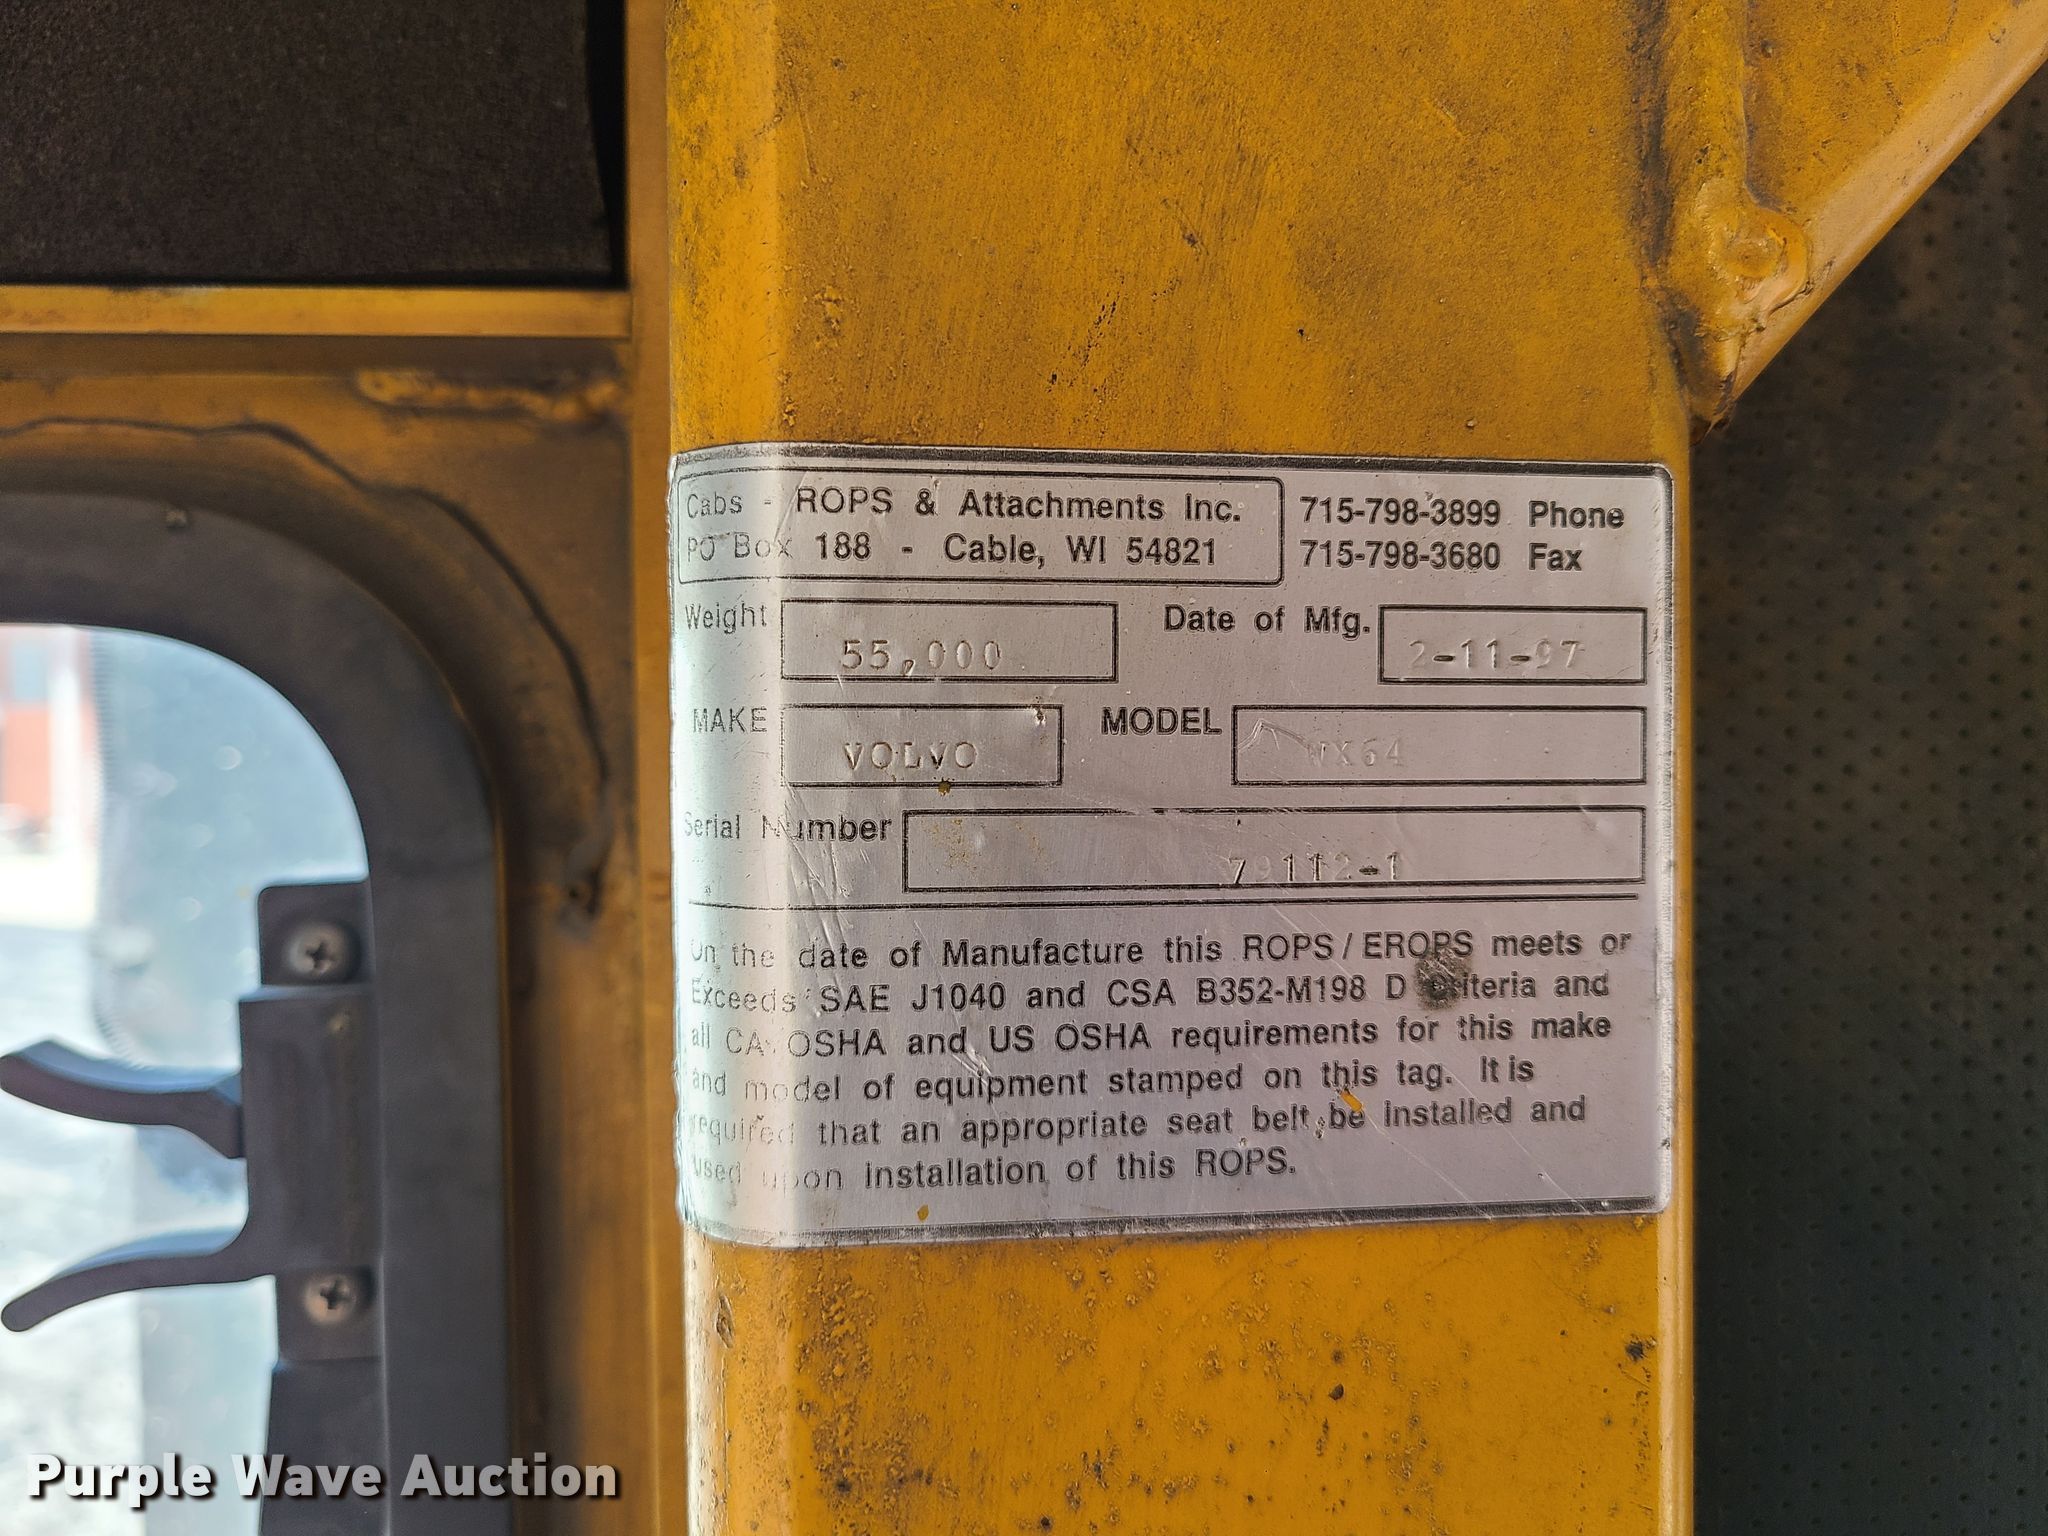 Cabs - ROPS & Attachments Inc.
PO Box 188 - Cable, WI 54821
715-798-3899 Phone
715-798-3680 Fax
Weight 55,000 Date of Mfg. 2-11-97
MAKE VOLVO MODEL WX64
Serial Number 79112-1
On the date of Manufacture this ROPS/EROPS meets or
Exceeds SAE J1040 and CSA B352-M198 D Criteria and
all CA. OSHA and US OSHA requirements for this make
and model of equipment stamped on this tag. It is
required that an appropriate seat belt be installed and
used upon installation of this ROPS.
Purple Wave Auction